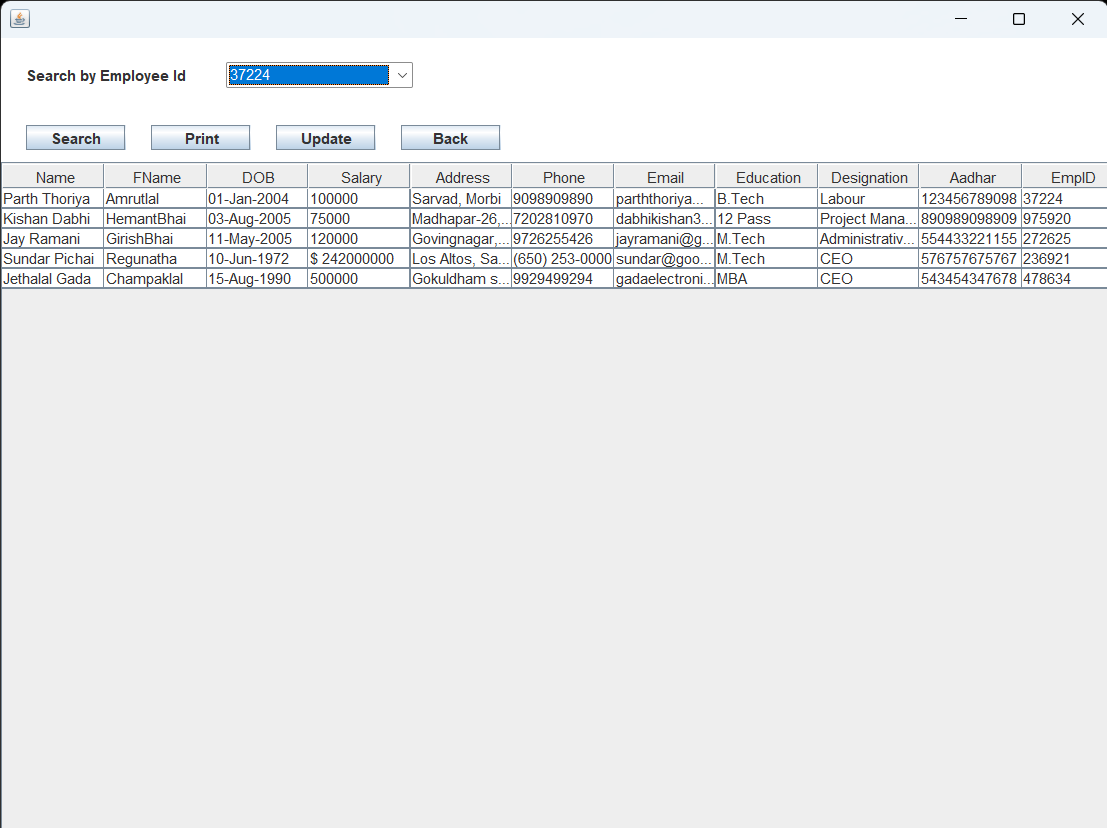 Search by Employee Id 37224
Search Print Update Back
Name FName DOB Salary Address Phone Email Education Designation Aadhar EmpID
Parth Thoriya Amrutlal 01-Jan-2004 100000 Sarvad, Morbi 9098909890 parththoriya... B.Tech Labour 123456789098 37224
Kishan Dabhi HemantBhai 03-Aug-2005 75000 Madhapar-26,... 7202810970 dabhikishan3... 12 Pass Project Mana... 890989098909 975920
Jay Ramani GirishBhai 11-May-2005 120000 Govingnagar,... 9726255426 jayramani@g... M.Tech Administrativ... 554433221155 272625
Sundar Pichai Regunatha 10-Jun-1972 $ 242000000 Los Altos, Sa... (650) 253-0000 sundar@goo... M.Tech CEO 576757675767 236921
Jethalal Gada Champaklal 15-Aug-1990 500000 Gokuldham s... 9929499294 gadaelectroni... MBA CEO 543454347678 478634